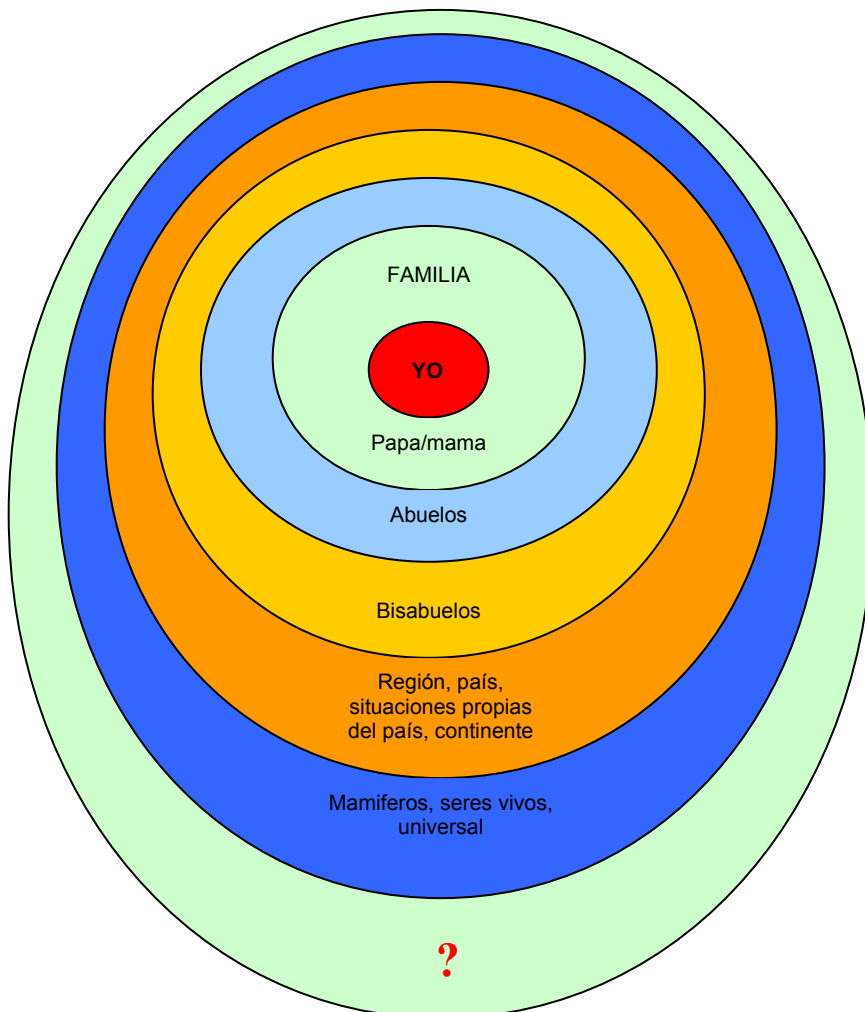 FAMILIA
YO
Papa/mama
Abuelos
Bisabuelos
Región, país,
situaciones propias
del país, continente
Mamiferos, seres vivos,
universal
?